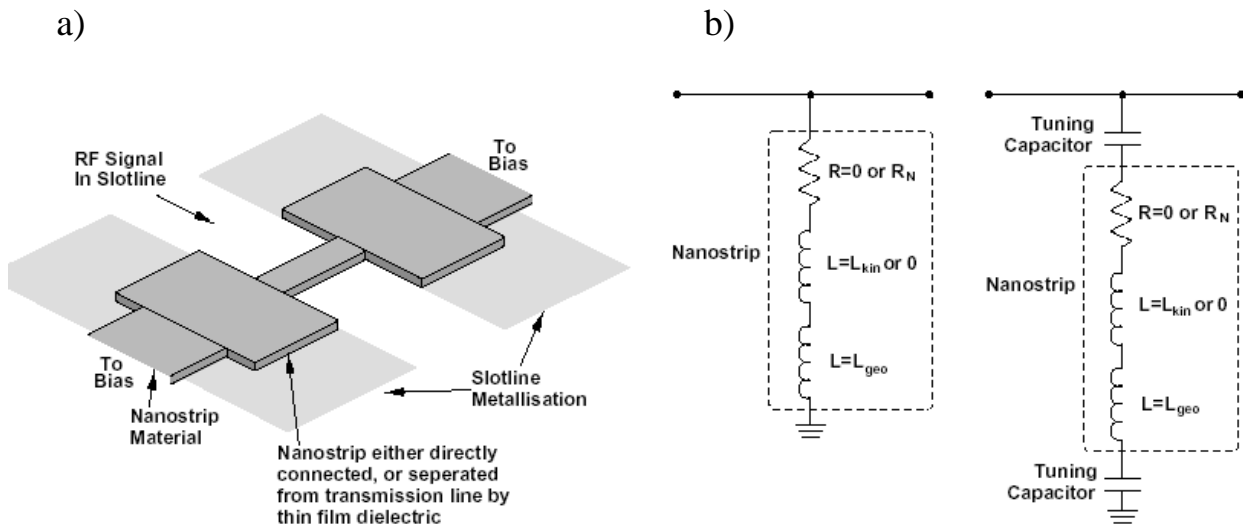 a)
RF Signal
In Slotline
To
Bias
To
Bias
Nanostrip
Material
Slotline
Metallisation
Nanostrip either directly
connected, or seperated
from transmission line by
thin film dielectric
b)
Nanostrip
R=0 or R_N
L=L_kin or 0
L=L_geo
Tuning
Capacitor
Nanostrip
R=0 or R_N
L=L_kin or 0
L=L_geo
Tuning
Capacitor